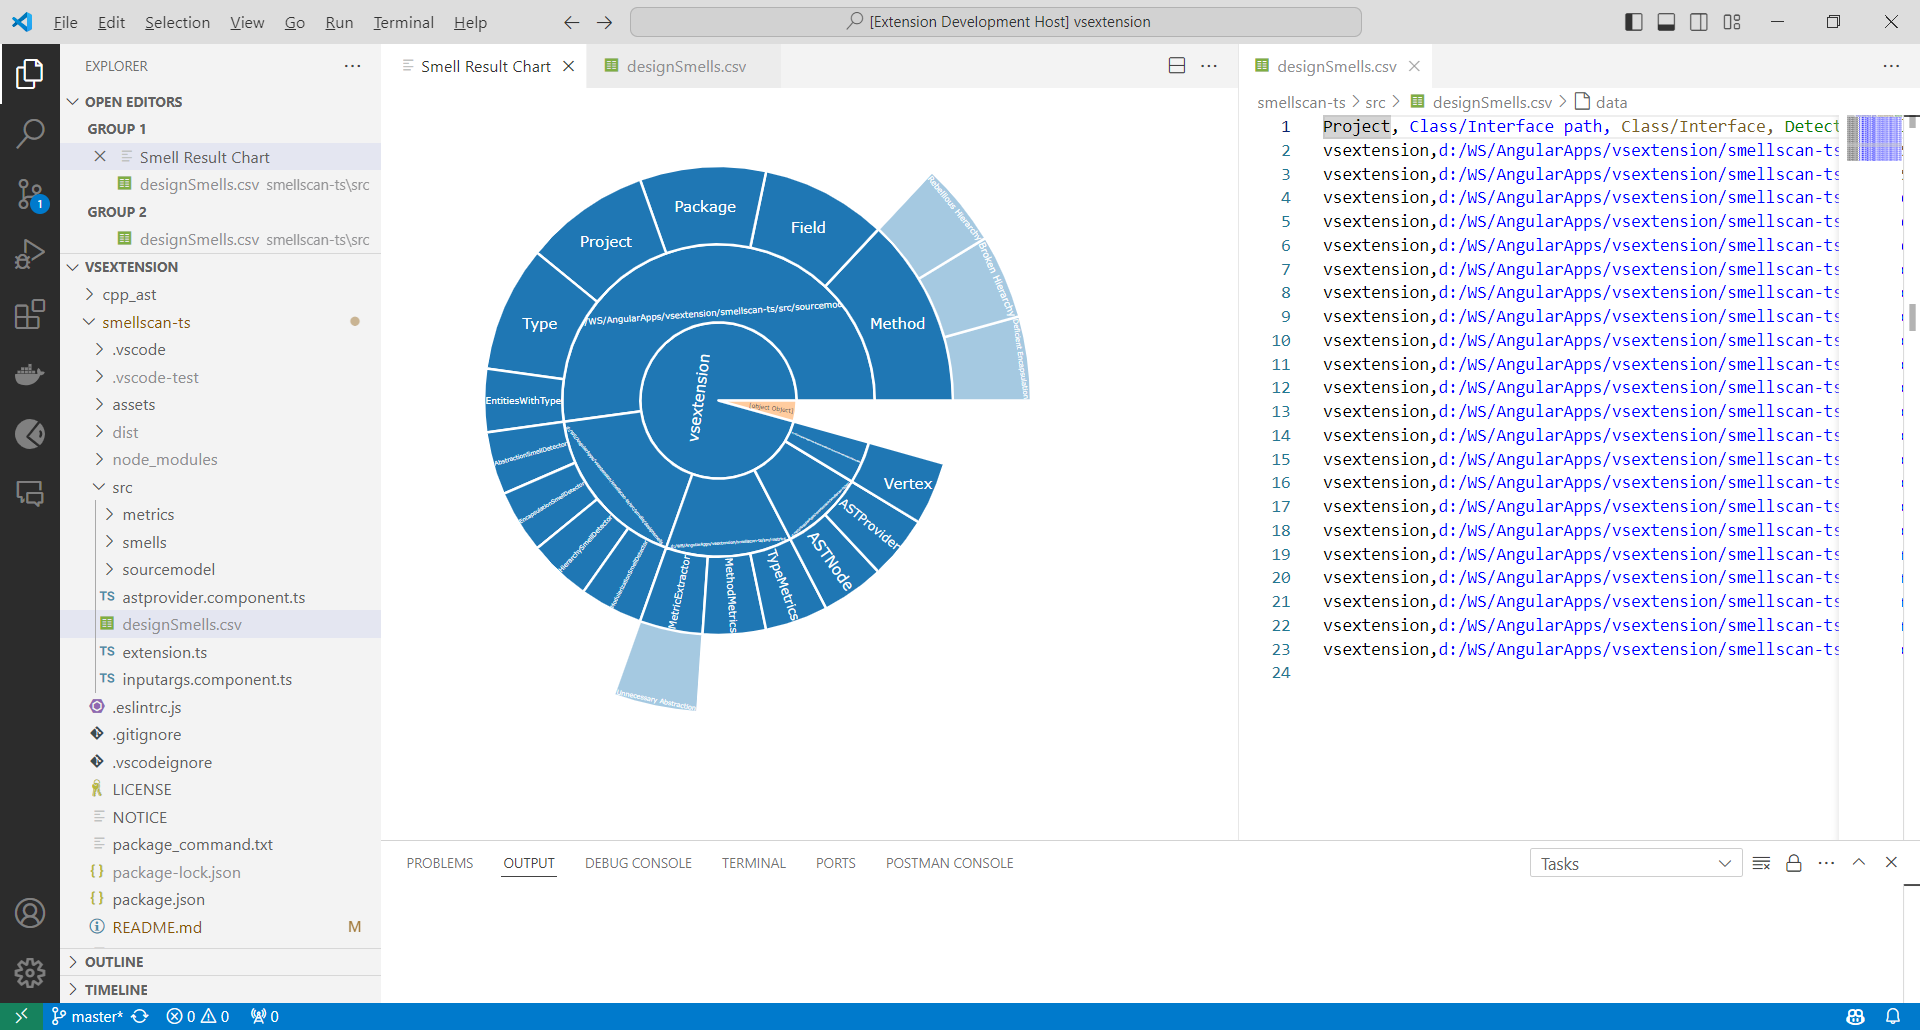 File Edit Selection View Go Run Terminal Help
[Extension Development Host] vsextension
EXPLORER
OPEN EDITORS
GROUP 1
Smell Result Chart
designSmells.csv smellscan-ts\src
GROUP 2
designSmells.csv smellscan-ts\src
VSEXTENSION
cpp_ast
smellscan-ts
.vscode
.vscode-test
assets
dist
node_modules
src
metrics
smells
sourcemodel
TS astprovider.component.ts
designSmells.csv
TS extension.ts
TS inputargs.component.ts
.eslintrc.js
.gitignore
.vscodeignore
LICENSE
NOTICE
package_command.txt
package-lock.json
package.json
README.md M
OUTLINE
TIMELINE
1
Smell Result Chart
designSmells.csv
Package
Field
Project
Type
Method
EntitiesWithType
/WS/AngularApps/vsextension/smellscan-ts/src/sourcemod
vsextension
[object Object]
Rebellious Hierarchy
Broken Hierarchy
Deficient Encapsulation
AbstractionSmellDetector
EncapsulationSmellDetector
HierarchySmellDetector
MetricExtractor
MethodMetrics
TypeMetrics
ASTNode
ASTProvider
Vertex
Unnecessary Abstraction
designSmells.csv
smellscan-ts > src > designSmells.csv > data
1 Project, Class/Interface path, Class/Interface, Detect
2 vsextension,d:/WS/AngularApps/vsextension/smellscan-ts
3 vsextension,d:/WS/AngularApps/vsextension/smellscan-ts
4 vsextension,d:/WS/AngularApps/vsextension/smellscan-ts
5 vsextension,d:/WS/AngularApps/vsextension/smellscan-ts
6 vsextension,d:/WS/AngularApps/vsextension/smellscan-ts
7 vsextension,d:/WS/AngularApps/vsextension/smellscan-ts
8 vsextension,d:/WS/AngularApps/vsextension/smellscan-ts
9 vsextension,d:/WS/AngularApps/vsextension/smellscan-ts
10 vsextension,d:/WS/AngularApps/vsextension/smellscan-ts
11 vsextension,d:/WS/AngularApps/vsextension/smellscan-ts
12 vsextension,d:/WS/AngularApps/vsextension/smellscan-ts
13 vsextension,d:/WS/AngularApps/vsextension/smellscan-ts
14 vsextension,d:/WS/AngularApps/vsextension/smellscan-ts
15 vsextension,d:/WS/AngularApps/vsextension/smellscan-ts
16 vsextension,d:/WS/AngularApps/vsextension/smellscan-ts
17 vsextension,d:/WS/AngularApps/vsextension/smellscan-ts
18 vsextension,d:/WS/AngularApps/vsextension/smellscan-ts
19 vsextension,d:/WS/AngularApps/vsextension/smellscan-ts
20 vsextension,d:/WS/AngularApps/vsextension/smellscan-ts
21 vsextension,d:/WS/AngularApps/vsextension/smellscan-ts
22 vsextension,d:/WS/AngularApps/vsextension/smellscan-ts
23 vsextension,d:/WS/AngularApps/vsextension/smellscan-ts
24
PROBLEMS OUTPUT DEBUG CONSOLE TERMINAL PORTS POSTMAN CONSOLE
Tasks
master* 0 0 0